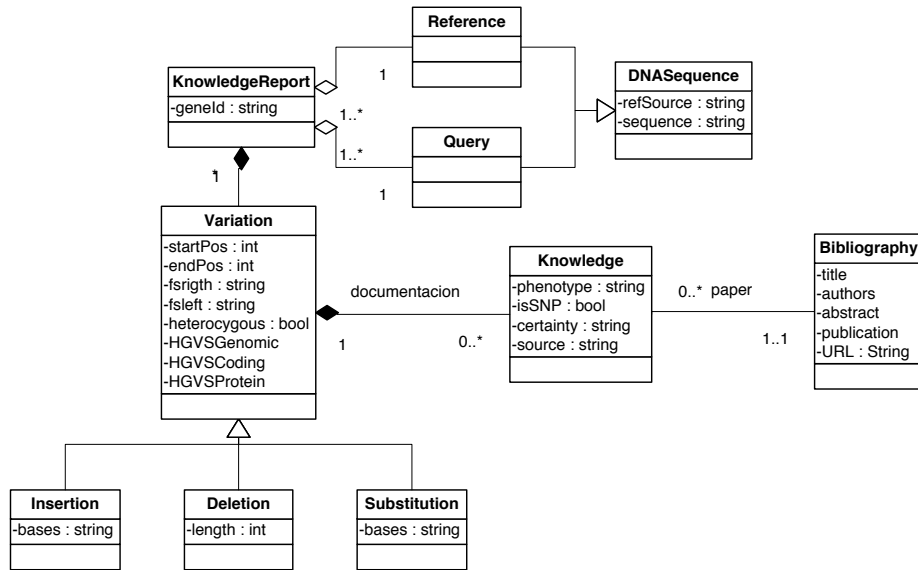 Reference
KnowledgeReport
-geneId : string
1
1..*
DNASequence
-refSource : string
-sequence : string
Query
1..*
1
*
1
Variation
-startPos : int
-endPos : int
-fsrigth : string
-fsleft : string
-heterocygous : bool
-HGVSGenomic
-HGVSCoding
-HGVSProtein
documentacion
1
0..*
Knowledge
-phenotype : string
-isSNP : bool
-certainty : string
-source : string
0..* paper
1..1
Bibliography
-title
-authors
-abstract
-publication
-URL : String
Insertion
-bases : string
Deletion
-length : int
Substitution
-bases : string